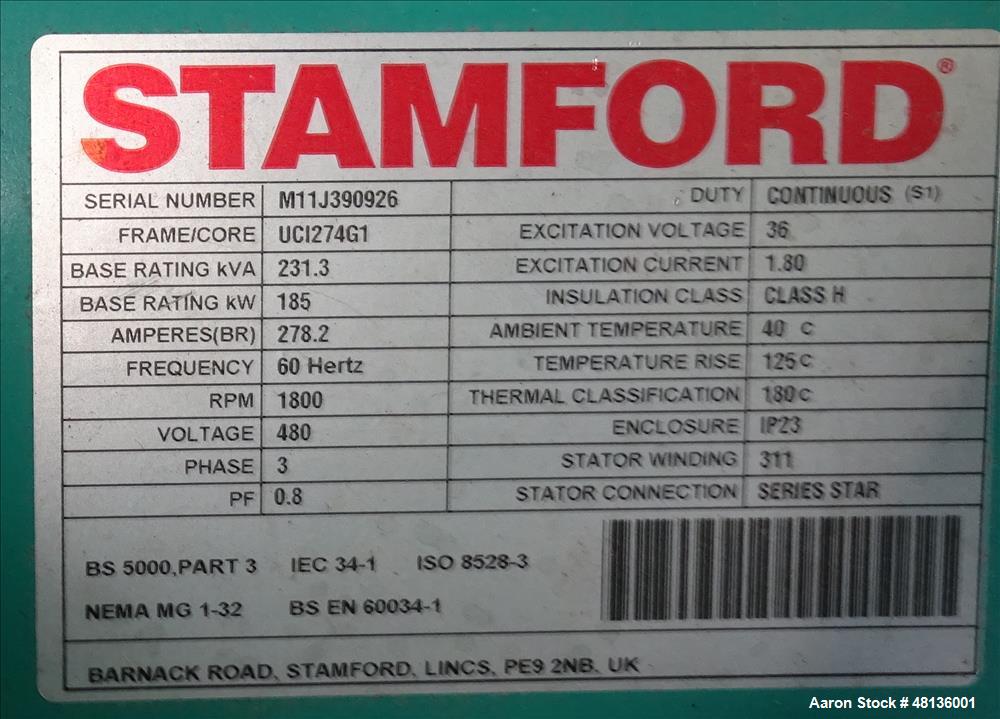 STAMFORD®
SERIAL NUMBER M11J390926 DUTY CONTINUOUS (S1)
FRAME/CORE UCI274G1 EXCITATION VOLTAGE 36
BASE RATING kVA 231.3 EXCITATION CURRENT 1.80
BASE RATING kW 185 INSULATION CLASS CLASS H
AMPERES(BR) 278.2 AMBIENT TEMPERATURE 40 C
FREQUENCY 60 Hertz TEMPERATURE RISE 125 C
RPM 1800 THERMAL CLASSIFICATION 180 C
VOLTAGE 480 ENCLOSURE IP23
PHASE 3 STATOR WINDING 311
PF 0.8 STATOR CONNECTION SERIES STAR
BS 5000,PART 3 IEC 34-1 ISO 8528-3
NEMA MG 1-32 BS EN 60034-1
BARNACK ROAD, STAMFORD, LINCS, PE9 2NB. UK
Aaron Stock # 48136001